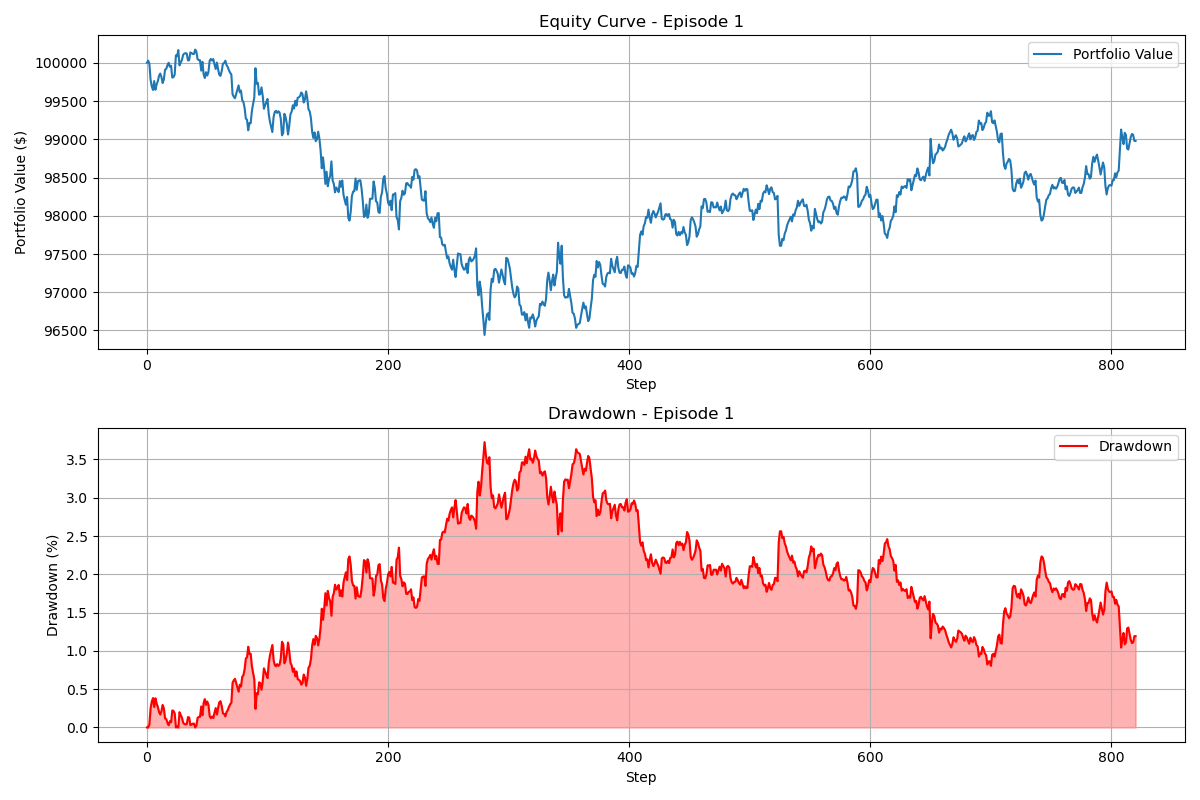 Equity Curve - Episode 1
Portfolio Value ($)
100000
99500
99000
98500
98000
97500
97000
96500
Portfolio Value
0 200 400 600 800
Step
Drawdown - Episode 1
Drawdown (%)
3.5
3.0
2.5
2.0
1.5
1.0
0.5
0.0
Drawdown
0 200 400 600 800
Step